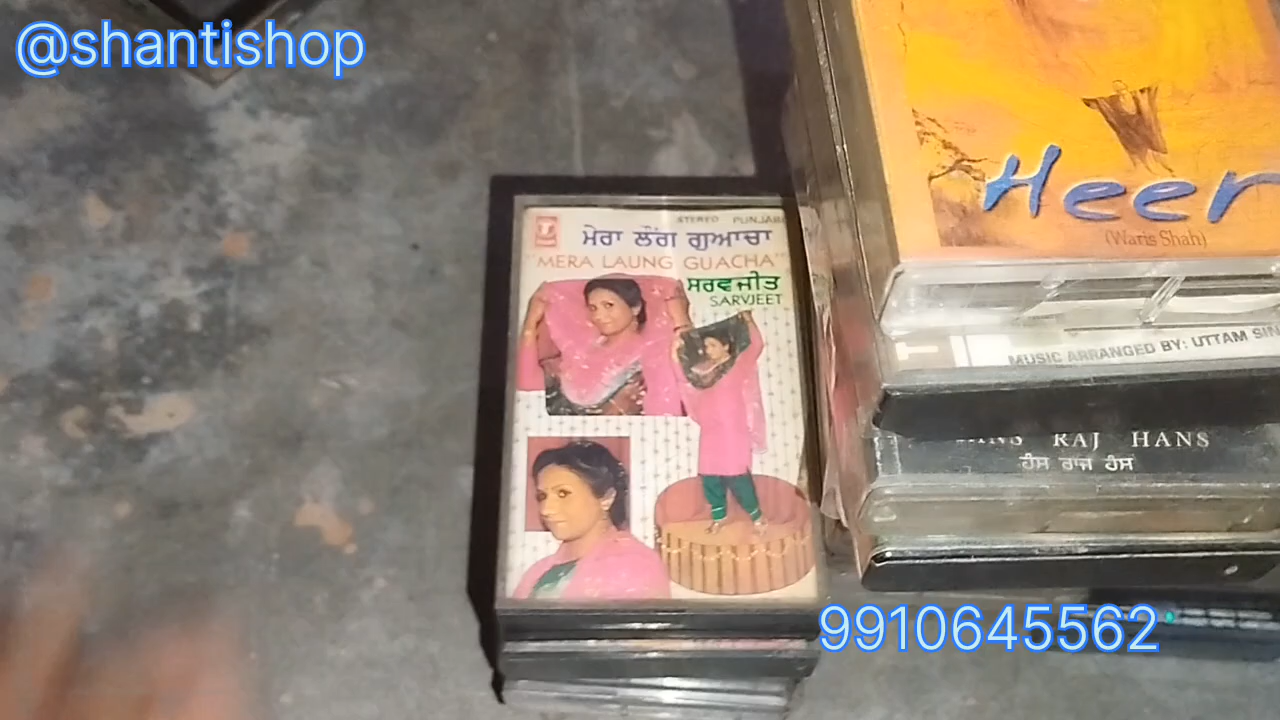 @shantishop
STEREO PUNJABI
ਮੇਰਾ ਲੌਂਗ ਗੁਆਚਾ
"MERA LAUNG GUACHA"
ਸਰਵਜੀਤ
SARVJEET
Heer
(Waris Shah)
MUSIC ARRANGED BY: UTTAM SIN
RAJ HANS
ਹੰਸ ਰਾਜ ਹੰਸ
9910645562